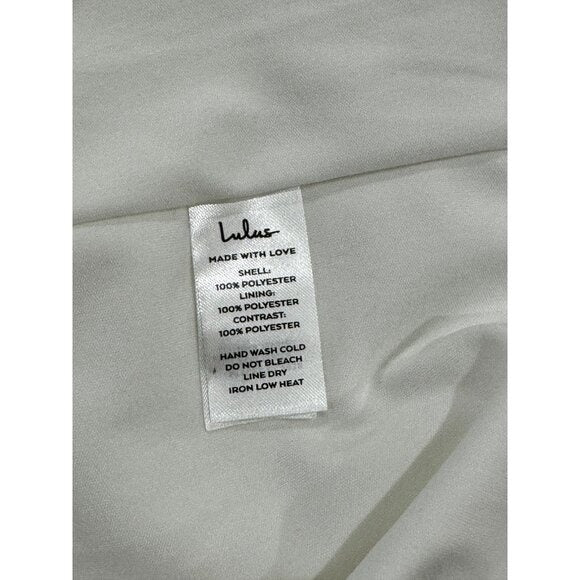 Lulus
MADE WITH LOVE
SHELL:
100% POLYESTER
LINING:
100% POLYESTER
CONTRAST:
100% POLYESTER
HAND WASH COLD
DO NOT BLEACH
LINE DRY
IRON LOW HEAT